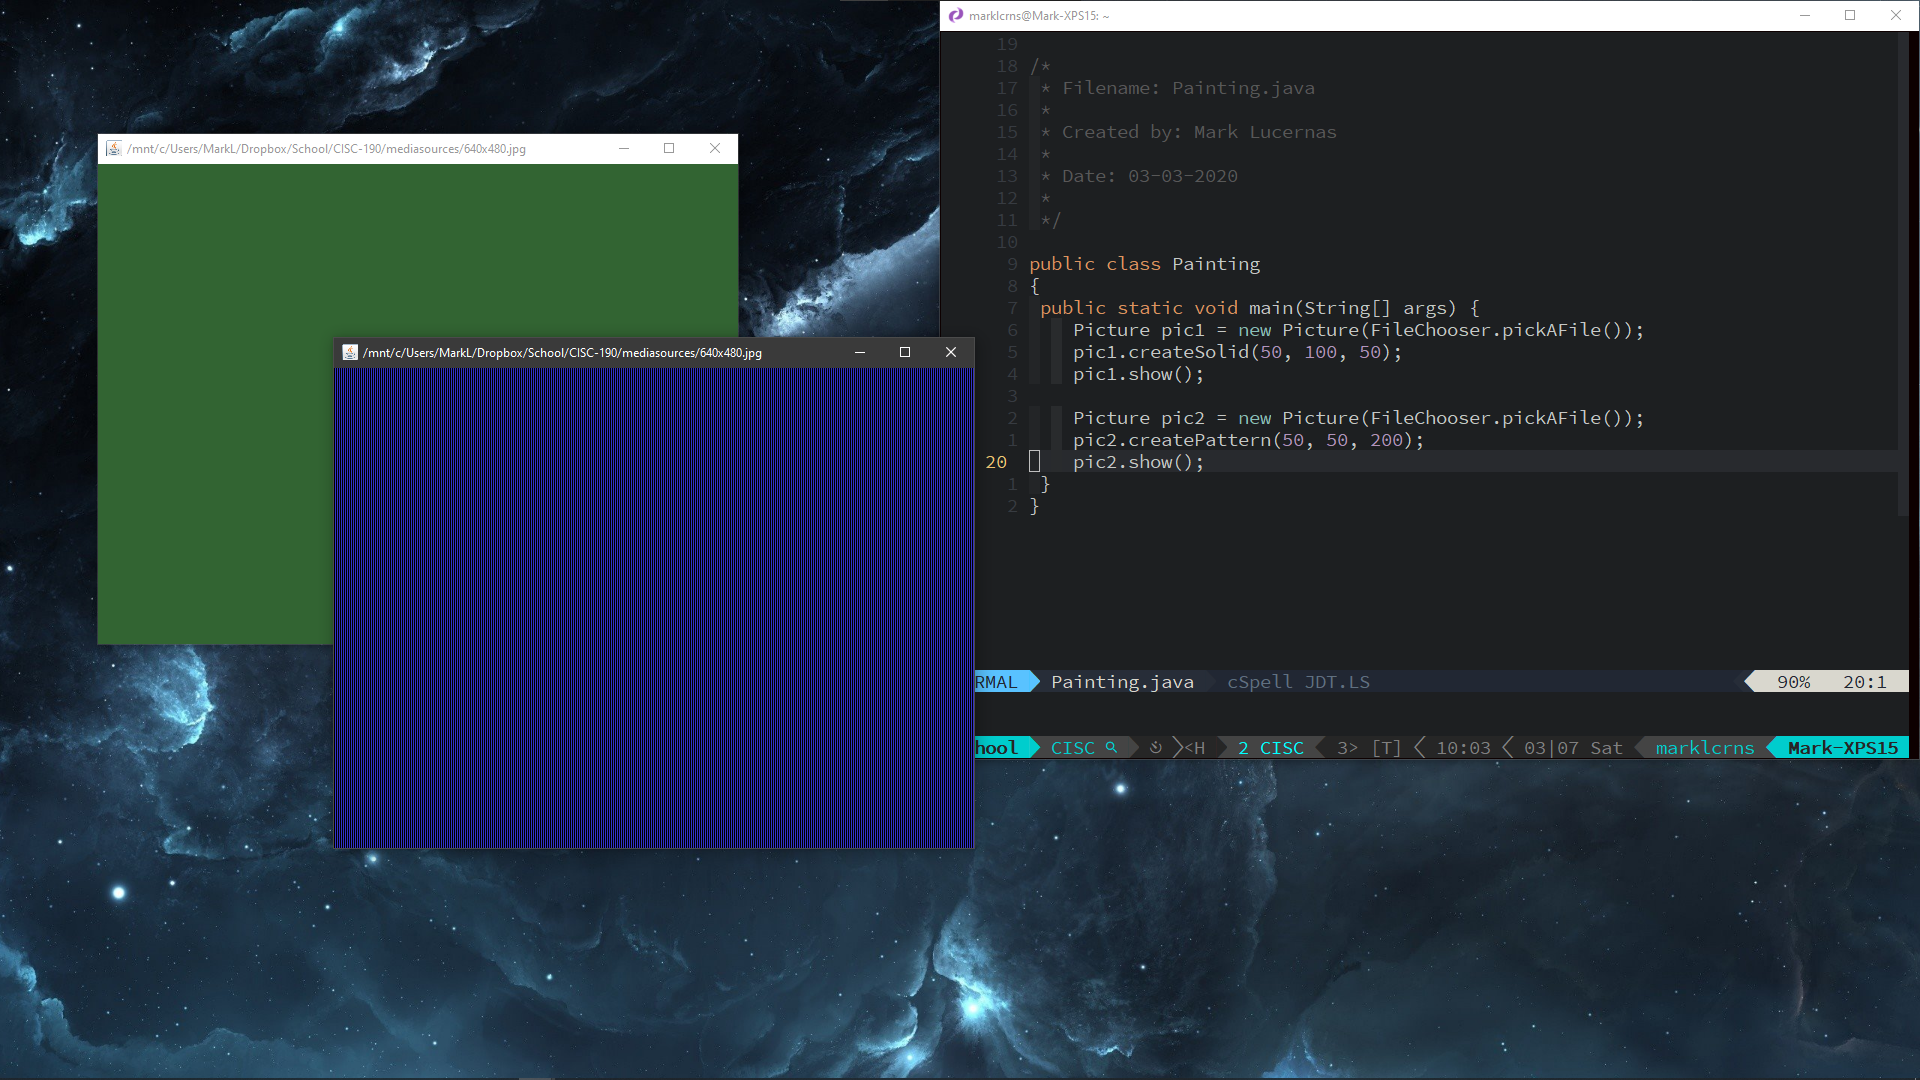 /mnt/c/Users/MarkL/Dropbox/School/CISC-190/mediasources/640x480.jpg
/mnt/c/Users/MarkL/Dropbox/School/CISC-190/mediasources/640x480.jpg
marklcrns@Mark-XPS15: ~
19
18 /*
17 * Filename: Painting.java
16 *
15 * Created by: Mark Lucernas
14 *
13 * Date: 03-03-2020
12 *
11 */
10
9 public class Painting
8 {
7 public static void main(String[] args) {
6 Picture pic1 = new Picture(FileChooser.pickAFile());
5 pic1.createSolid(50, 100, 50);
4 pic1.show();
3
2 Picture pic2 = new Picture(FileChooser.pickAFile());
1 pic2.createPattern(50, 50, 200);
20 pic2.show();
1 }
2 }
RMAL Painting.java cSpell JDT.LS 90% 20:1
hool CISC <H 2 CISC 3> [T] 10:03 03|07 Sat marklcrns Mark-XPS15